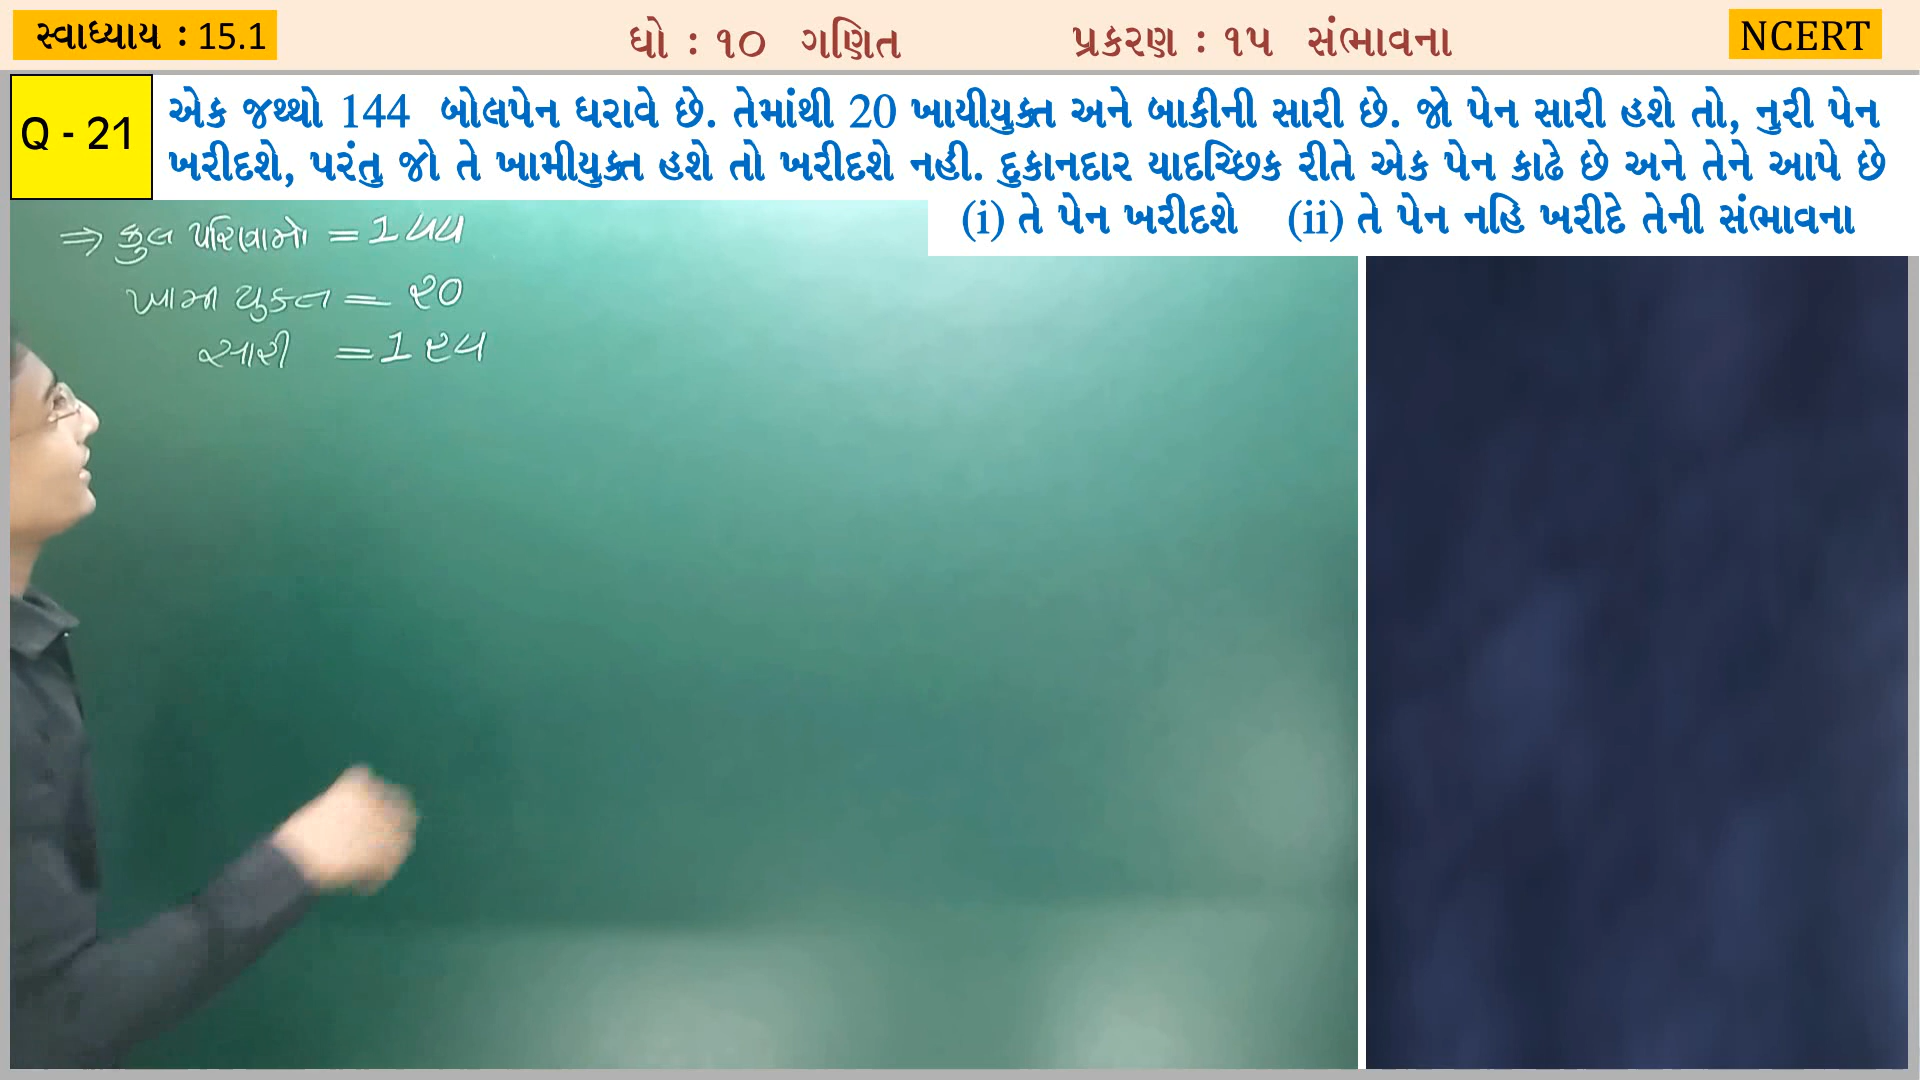 સ્વાધ્યાય : 15.1
ધો : ૧૦ ગણિત
પ્રકરણ : ૧૫ સંભાવના
NCERT
Q - 21
એક જથ્થો 144 બોલપેન ધરાવે છે. તેમાંથી 20 ખાયીયુક્ત અને બાકીની સારી છે. જો પેન સારી હશે તો, નુરી પેન
ખરીદશે, પરંતુ જો તે ખામીયુક્ત હશે તો ખરીદશે નહી. દુકાનદાર યાદચ્છિક રીતે એક પેન કાઢે છે અને તેને આપે છે
(i) તે પેન ખરીદશે (ii) તે પેન નહિ ખરીદે તેની સંભાવના
⇒ કુલ પરિણામો = 1૪૪
ખામી યુક્ત = ૨૦
સારી = 1૨૪